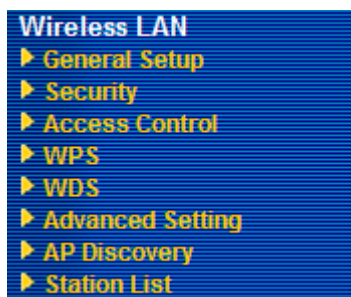 Wireless LAN
General Setup
Security
Access Control
WPS
WDS
Advanced Setting
AP Discovery
Station List